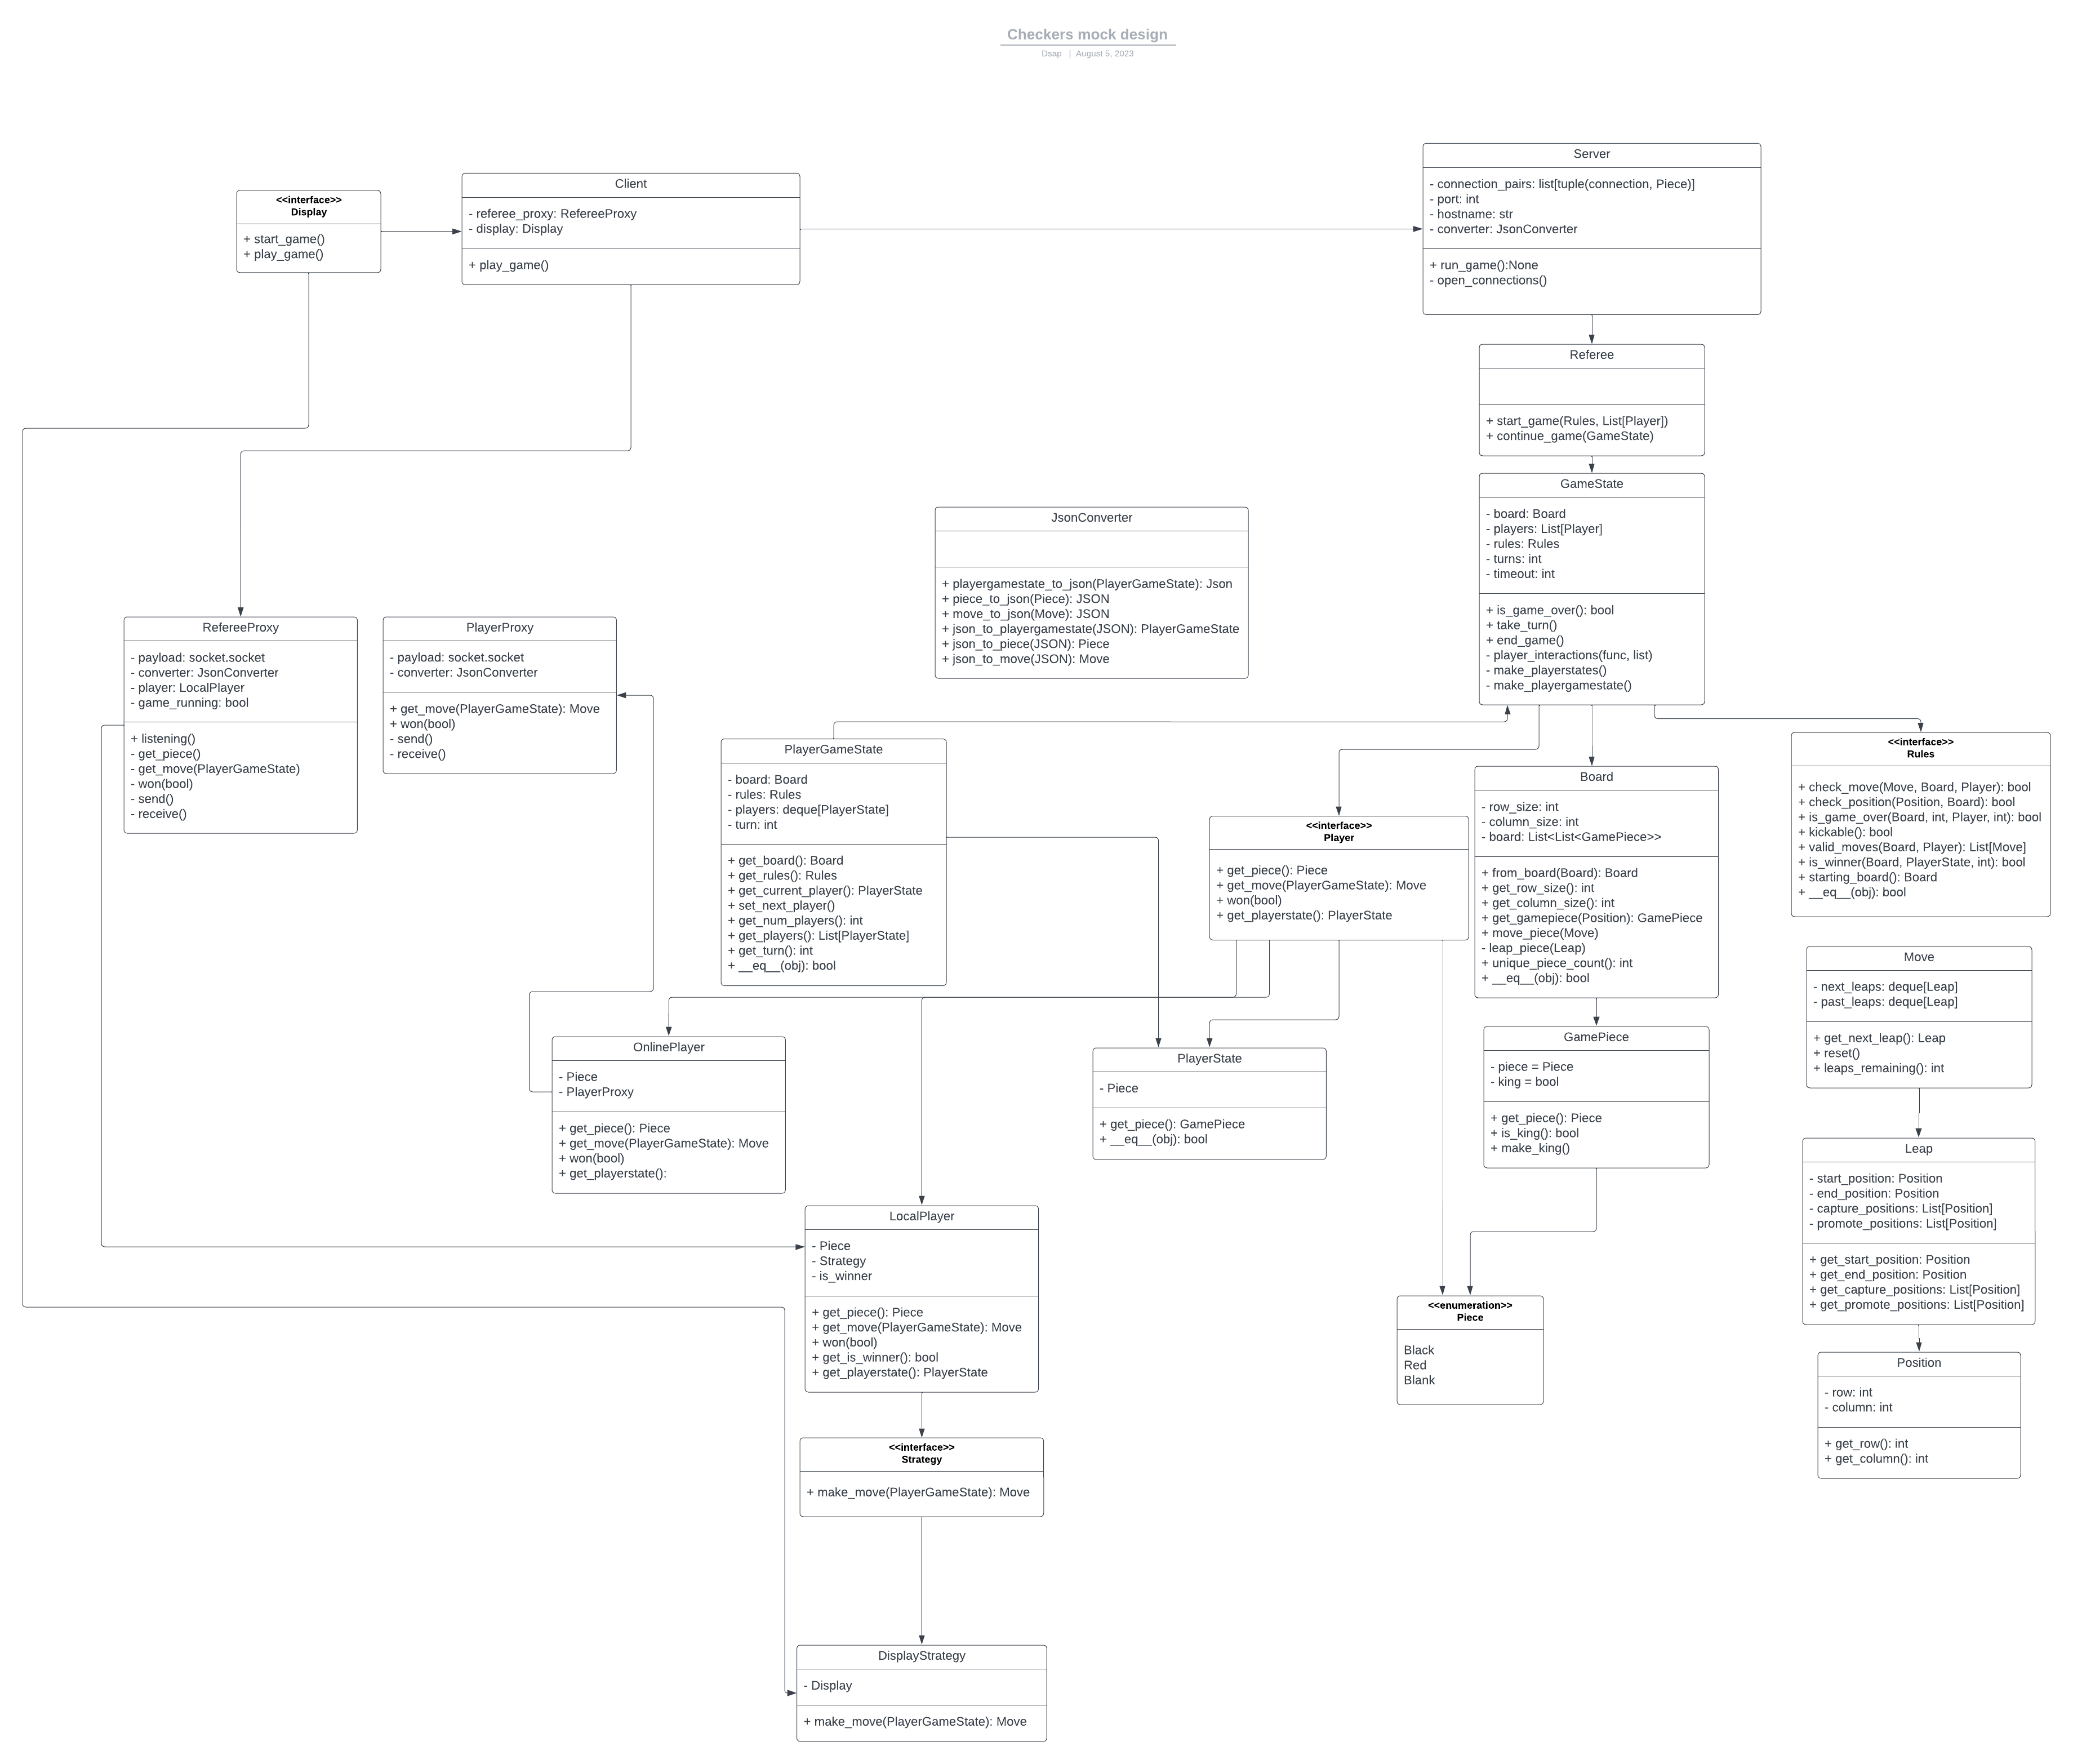 Checkers mock design
Dsap | August 5, 2023
<<interface>>
Display
+ start_game()
+ play_game()
Client
- referee_proxy: RefereeProxy
- display: Display
+ play_game()
Server
- connection_pairs: list[tuple(connection, Piece)]
- port: int
- hostname: str
- converter: JsonConverter
+ run_game():None
- open_connections()
Referee
+ start_game(Rules, List[Player])
+ continue_game(GameState)
GameState
- board: Board
- players: List[Player]
- rules: Rules
- turns: int
- timeout: int
+ is_game_over(): bool
+ take_turn()
+ end_game()
- player_interactions(func, list)
- make_playerstates()
- make_playergamestate()
JsonConverter
+ playergamestate_to_json(PlayerGameState): Json
+ piece_to_json(Piece): JSON
+ move_to_json(Move): JSON
+ json_to_playergamestate(JSON): PlayerGameState
+ json_to_piece(JSON): Piece
+ json_to_move(JSON): Move
RefereeProxy
- payload: socket.socket
- converter: JsonConverter
- player: LocalPlayer
- game_running: bool
+ listening()
- get_piece()
- get_move(PlayerGameState)
- won(bool)
- send()
- receive()
PlayerProxy
- payload: socket.socket
- converter: JsonConverter
+ get_move(PlayerGameState): Move
+ won(bool)
- send()
- receive()
PlayerGameState
- board: Board
- rules: Rules
- players: deque[PlayerState]
- turn: int
+ get_board(): Board
+ get_rules(): Rules
+ get_current_player(): PlayerState
+ set_next_player()
+ get_num_players(): int
+ get_players(): List[PlayerState]
+ get_turn(): int
+ __eq__(obj): bool
<<interface>>
Player
+ get_piece(): Piece
+ get_move(PlayerGameState): Move
+ won(bool)
+ get_playerstate(): PlayerState
Board
- row_size: int
- column_size: int
- board: List<List<GamePiece>>
+ from_board(Board): Board
+ get_row_size(): int
+ get_column_size(): int
+ get_gamepiece(Position): GamePiece
+ move_piece(Move)
- leap_piece(Leap)
+ unique_piece_count(): int
+ __eq__(obj): bool
<<interface>>
Rules
+ check_move(Move, Board, Player): bool
+ check_position(Position, Board): bool
+ is_game_over(Board, int, Player, int): bool
+ kickable(): bool
+ valid_moves(Board, Player): List[Move]
+ is_winner(Board, PlayerState, int): bool
+ starting_board(): Board
+ __eq__(obj): bool
Move
- next_leaps: deque[Leap]
- past_leaps: deque[Leap]
+ get_next_leap(): Leap
+ reset()
+ leaps_remaining(): int
OnlinePlayer
- Piece
- PlayerProxy
+ get_piece(): Piece
+ get_move(PlayerGameState): Move
+ won(bool)
+ get_playerstate():
PlayerState
- Piece
+ get_piece(): GamePiece
+ __eq__(obj): bool
GamePiece
- piece = Piece
- king = bool
+ get_piece(): Piece
+ is_king(): bool
+ make_king()
Leap
- start_position: Position
- end_position: Position
- capture_positions: List[Position]
- promote_positions: List[Position]
+ get_start_position: Position
+ get_end_position: Position
+ get_capture_positions: List[Position]
+ get_promote_positions: List[Position]
LocalPlayer
- Piece
- Strategy
- is_winner
+ get_piece(): Piece
+ get_move(PlayerGameState): Move
+ won(bool)
+ get_is_winner(): bool
+ get_playerstate(): PlayerState
<<enumeration>>
Piece
Black
Red
Blank
Position
- row: int
- column: int
+ get_row(): int
+ get_column(): int
<<interface>>
Strategy
+ make_move(PlayerGameState): Move
DisplayStrategy
- Display
+ make_move(PlayerGameState): Move